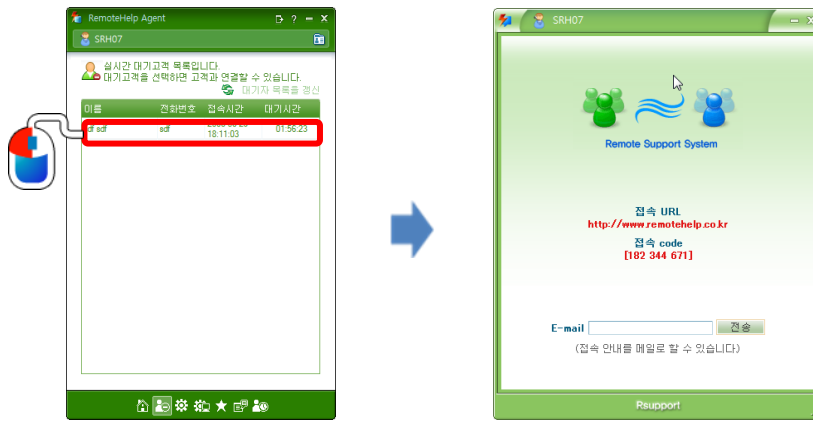 RemoteHelp Agent
SRH07
실시간 대기고객 목록입니다.
대기고객을 선택하면 고객과 연결할 수 있습니다.
대기자 목록을 갱신
이름 전화번호 접속시간 대기시간
df sdf sdf 18:11:03 01:56:23
SRH07
Remote Support System
접속 URL
http://www.remotehelp.co.kr
접속 code
[182 344 671]
E-mail 전송
(접속 안내를 메일로 할 수 있습니다)
Rsupport